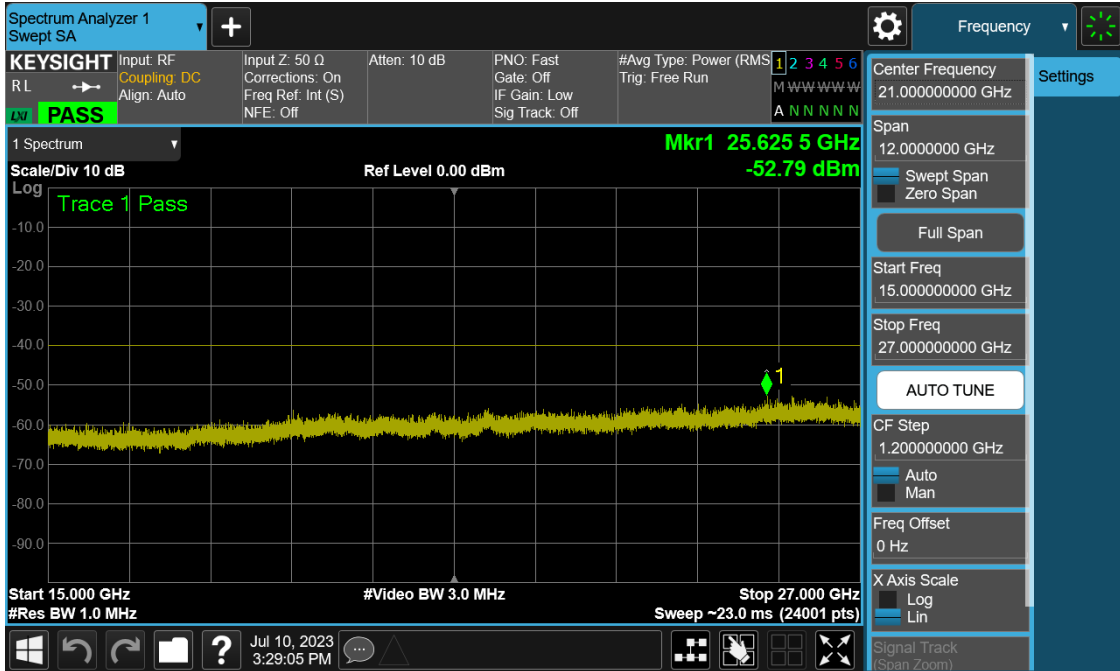 Spectrum Analyzer 1
Swept SA
Frequency
KEYSIGHT
R L
LXI
PASS
Input: RF
Coupling: DC
Align: Auto
Input Z: 50 Ω
Corrections: On
Freq Ref: Int (S)
NFE: Off
Atten: 10 dB
PNO: Fast
Gate: Off
IF Gain: Low
Sig Track: Off
#Avg Type: Power (RMS
Trig: Free Run
1 2 3 4 5 6
M W W W W W
A N N N N N
1 Spectrum
Scale/Div 10 dB
Ref Level 0.00 dBm
Mkr1 25.625 5 GHz
-52.79 dBm
Log
Trace 1 Pass
-10.0
-20.0
-30.0
-40.0
-50.0
-60.0
-70.0
-80.0
-90.0
1
Start 15.000 GHz
#Res BW 1.0 MHz
#Video BW 3.0 MHz
Stop 27.000 GHz
Sweep ~23.0 ms (24001 pts)
Center Frequency
21.000000000 GHz
Settings
Span
12.0000000 GHz
Swept Span
Zero Span
Full Span
Start Freq
15.000000000 GHz
Stop Freq
27.000000000 GHz
AUTO TUNE
CF Step
1.200000000 GHz
Auto
Man
Freq Offset
0 Hz
X Axis Scale
Log
Lin
Signal Track
(Span Zoom)
?
Jul 10, 2023
3:29:05 PM